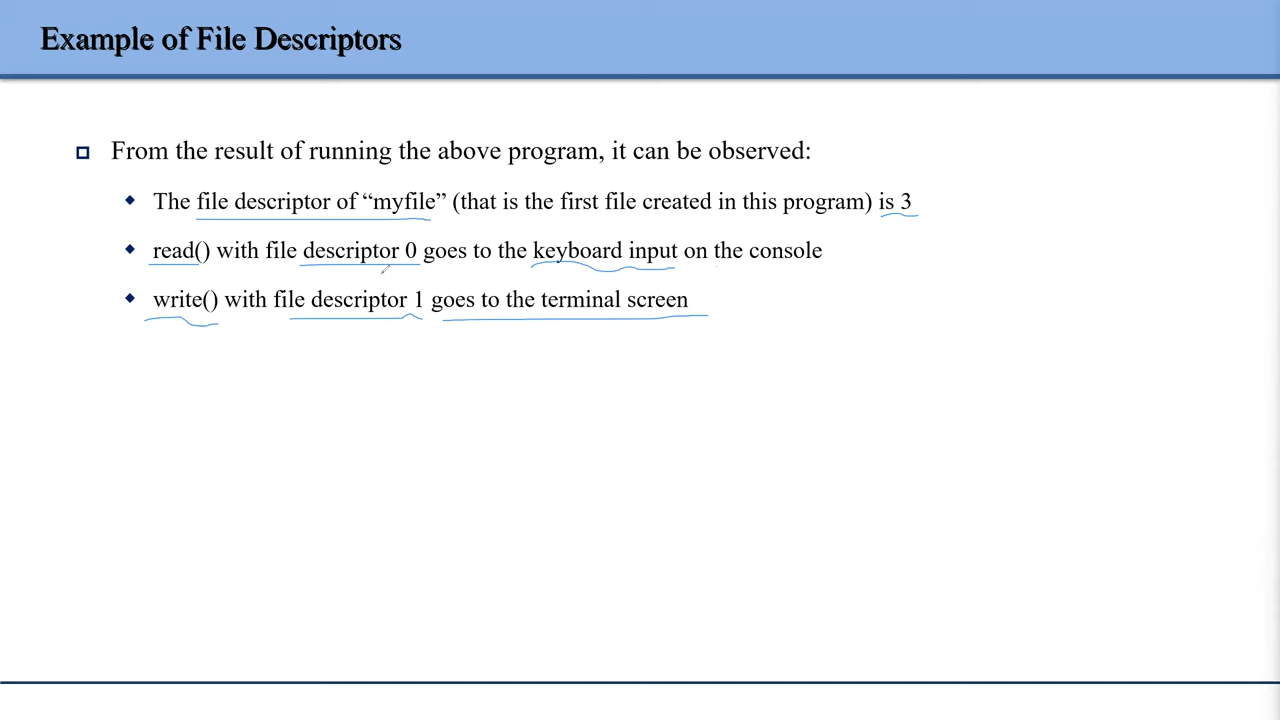 Example of File Descriptors
From the result of running the above program, it can be observed:
The file descriptor of “myfile” (that is the first file created in this program) is 3
read() with file descriptor 0 goes to the keyboard input on the console
write() with file descriptor 1 goes to the terminal screen